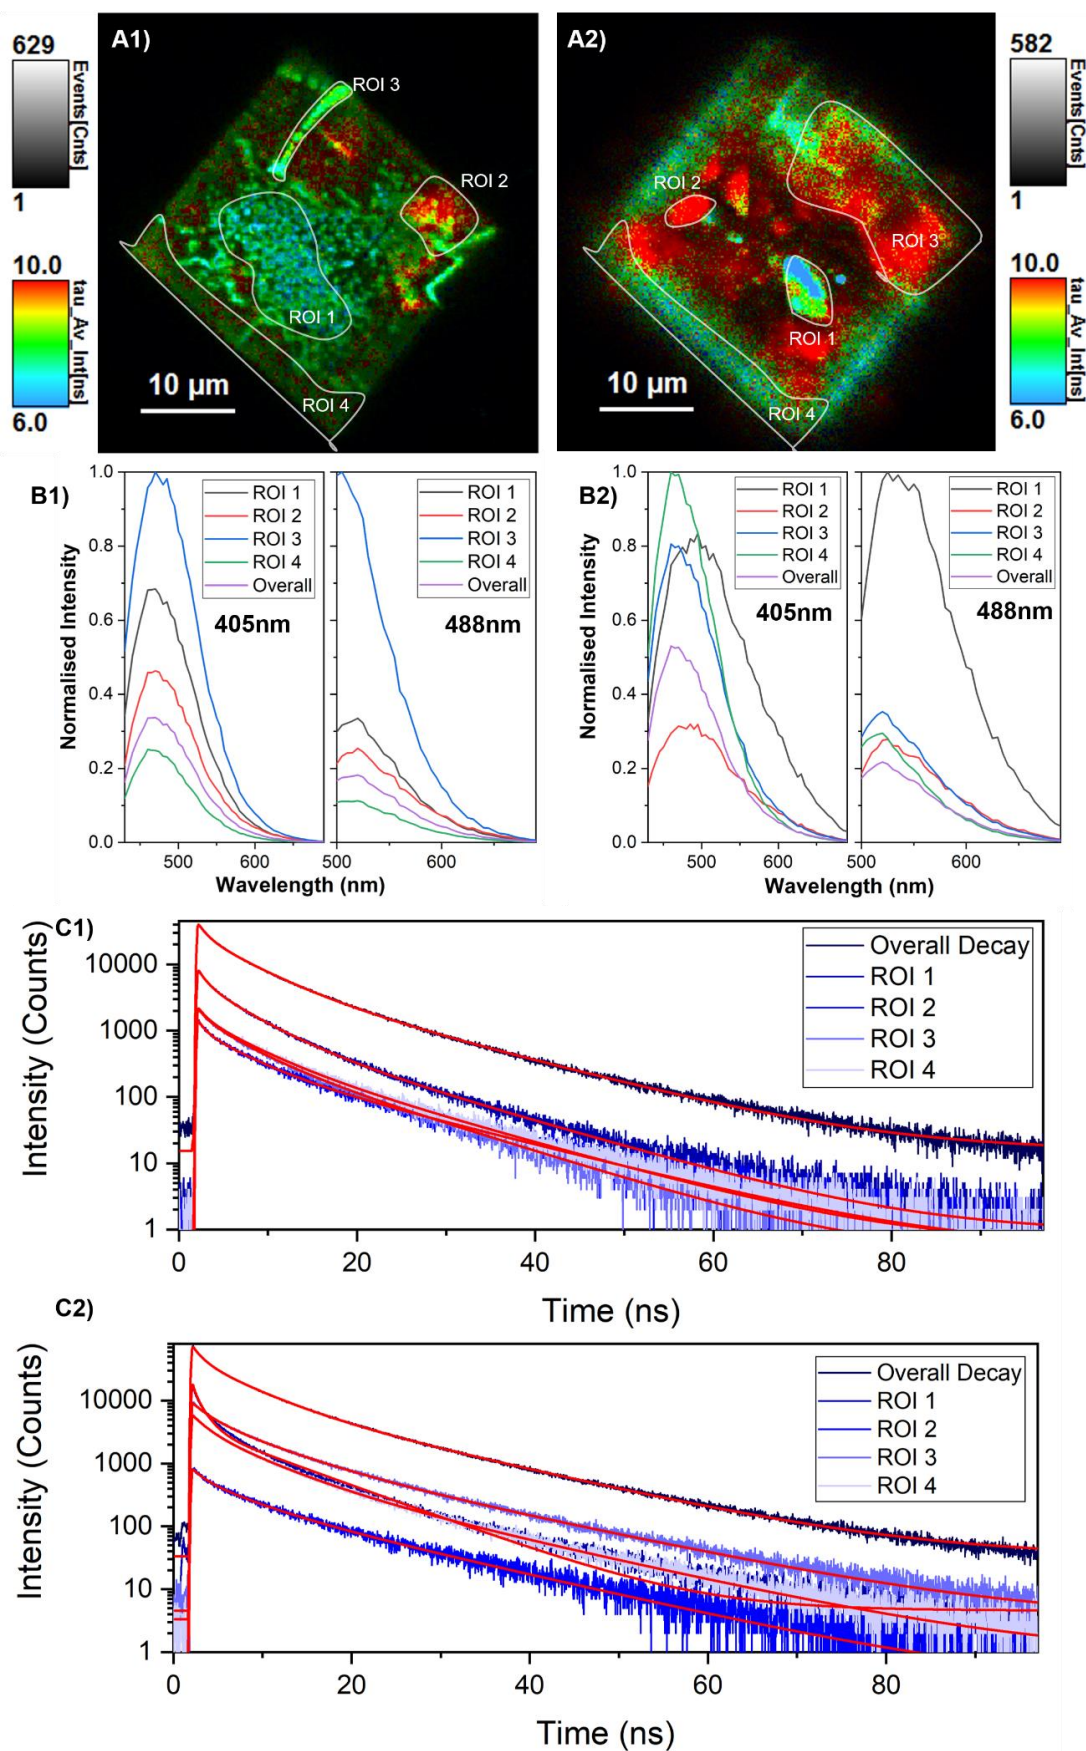 A1)
629
Events[Cnts]
1
10.0
tau_Av_Int[ns]
6.0
ROI 3
ROI 2
ROI 1
ROI 4
10 µm
A2)
582
Events[Cnts]
1
10.0
tau_Av_Int[ns]
6.0
ROI 2
ROI 3
ROI 1
ROI 4
10 µm
B1)
Normalised Intensity
1.0
0.8
0.6
0.4
0.2
0.0
ROI 1
ROI 2
ROI 3
ROI 4
Overall
405nm
ROI 1
ROI 2
ROI 3
ROI 4
Overall
488nm
500 600 500 600
Wavelength (nm)
B2)
Normalised Intensity
1.0
0.8
0.6
0.4
0.2
0.0
ROI 1
ROI 2
ROI 3
ROI 4
Overall
405nm
ROI 1
ROI 2
ROI 3
ROI 4
Overall
488nm
500 600 500 600
Wavelength (nm)
C1)
Intensity (Counts)
10000
1000
100
10
1
Overall Decay
ROI 1
ROI 2
ROI 3
ROI 4
0 20 40 60 80
Time (ns)
C2)
Intensity (Counts)
10000
1000
100
10
1
Overall Decay
ROI 1
ROI 2
ROI 3
ROI 4
0 20 40 60 80
Time (ns)